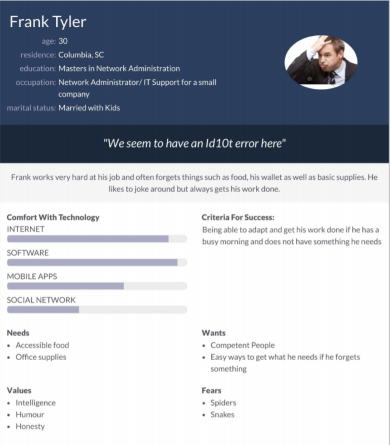 Frank Tyler
age: 30
residence: Columbia, SC
education: Masters in Network Administration
occupation: Network Administrator/ IT Support for a small
company
marital status: Married with Kids
"We seem to have an Id10t error here"
Frank works very hard at his job and often forgets things such as food, his wallet as well as basic supplies. He
likes to joke around but always gets his work done.
Comfort With Technology
INTERNET
SOFTWARE
MOBILE APPS
SOCIAL NETWORK
Criteria For Success:
Being able to adapt and get his work done if he has a
busy morning and does not have something he needs
Needs
• Accessible food
• Office supplies
Wants
• Competent People
• Easy ways to get what he needs if he forgets
something
Values
• Intelligence
• Humour
• Honesty
Fears
• Spiders
• Snakes